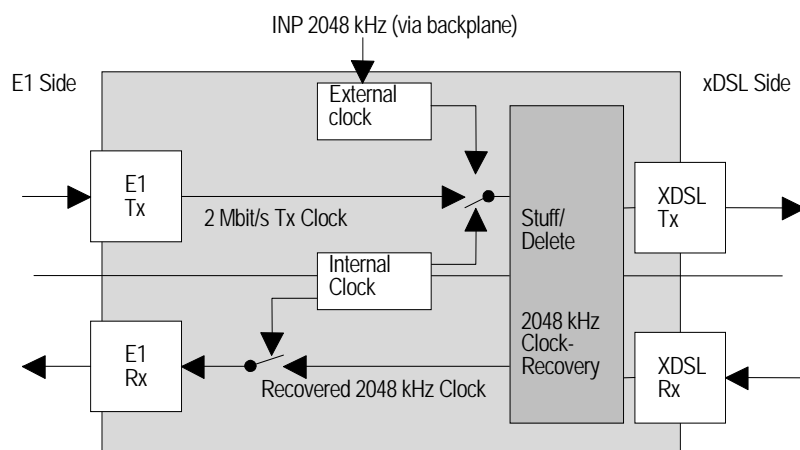 INP 2048 kHz (via backplane)
E1 Side
xDSL Side
External
clock
E1
Tx
2 Mbit/s Tx Clock
Stuff/
Delete
XDSL
Tx
Internal
Clock
E1
Rx
Recovered 2048 kHz Clock
2048 kHz
Clock-
Recovery
XDSL
Rx